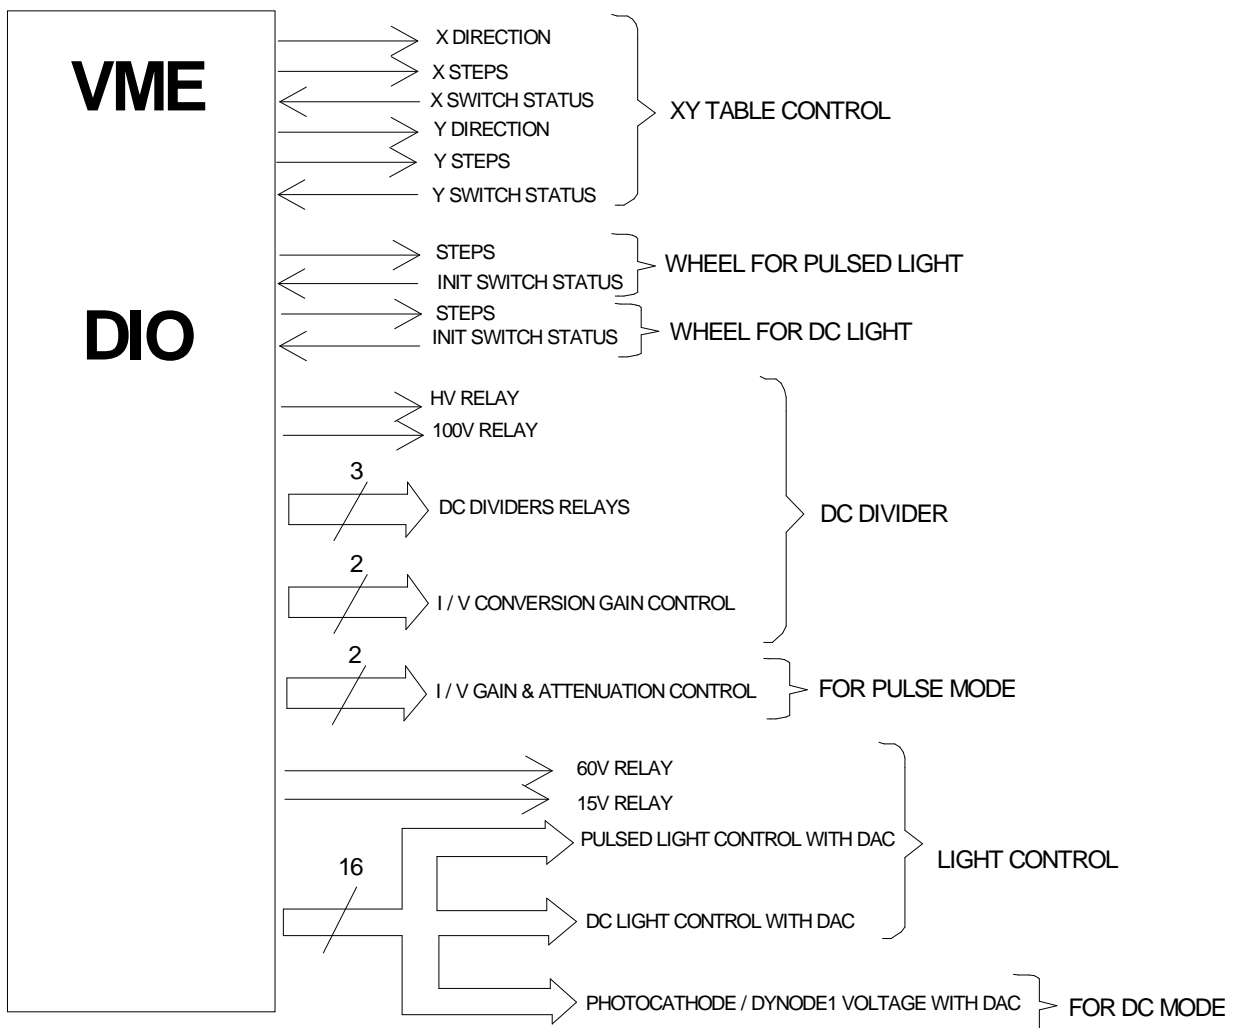 VME
DIO
X DIRECTION
X STEPS
X SWITCH STATUS
Y DIRECTION
Y STEPS
Y SWITCH STATUS
XY TABLE CONTROL
STEPS
INIT SWITCH STATUS
WHEEL FOR PULSED LIGHT
STEPS
INIT SWITCH STATUS
WHEEL FOR DC LIGHT
HV RELAY
100V RELAY
3
DC DIVIDERS RELAYS
2
I / V CONVERSION GAIN CONTROL
DC DIVIDER
2
I / V GAIN & ATTENUATION CONTROL
FOR PULSE MODE
60V RELAY
15V RELAY
PULSED LIGHT CONTROL WITH DAC
16
DC LIGHT CONTROL WITH DAC
LIGHT CONTROL
PHOTOCATHODE / DYNODE1 VOLTAGE WITH DAC
FOR DC MODE